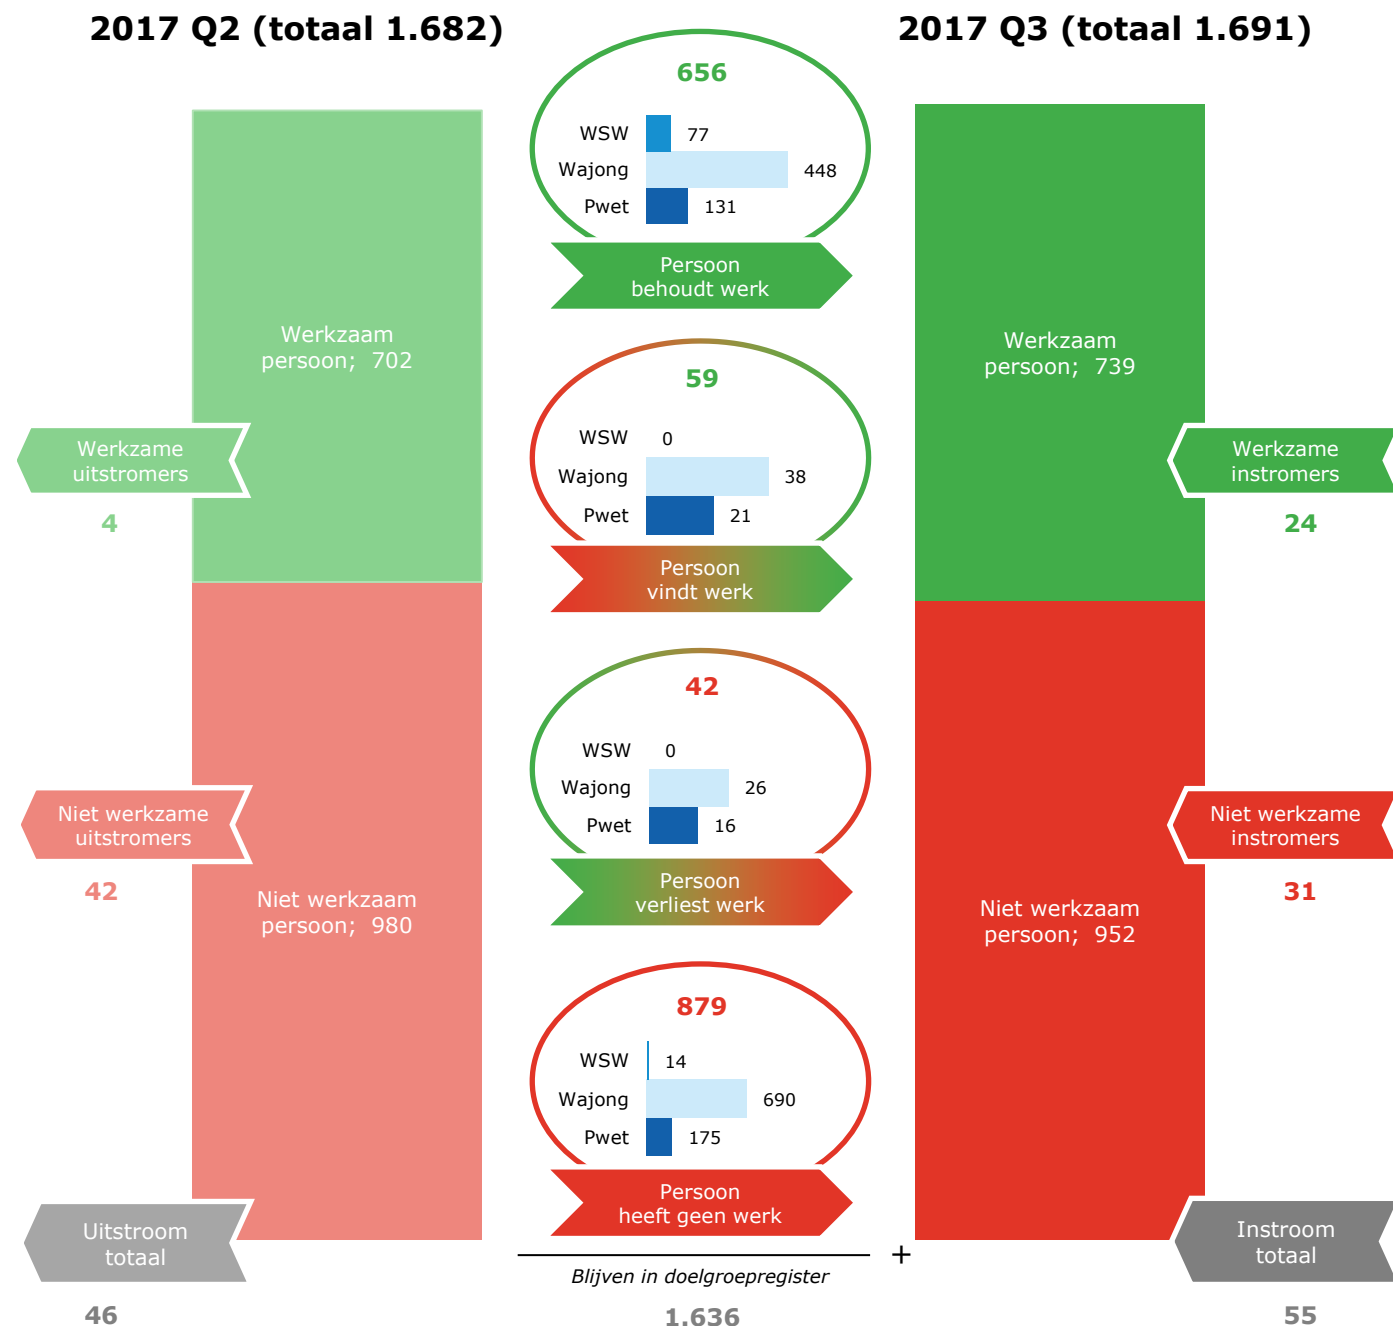 2017 Q2 (totaal 1.682)
2017 Q3 (totaal 1.691)
656
WSW 77
Wajong 448
Pwet 131
Persoon
behoudt werk
Werkzaam
persoon; 702
Werkzaam
persoon; 739
59
WSW 0
Wajong 38
Pwet 21
Persoon
vindt werk
Werkzame
uitstromers
4
Werkzame
instromers
24
42
WSW 0
Wajong 26
Pwet 16
Persoon
verliest werk
Niet werkzame
uitstromers
42
Niet werkzame
instromers
31
Niet werkzaam
persoon; 980
Niet werkzaam
persoon; 952
879
WSW 14
Wajong 690
Pwet 175
Persoon
heeft geen werk
Uitstroom
totaal
46
+
Blijven in doelgroepregister
1.636
Instroom
totaal
55